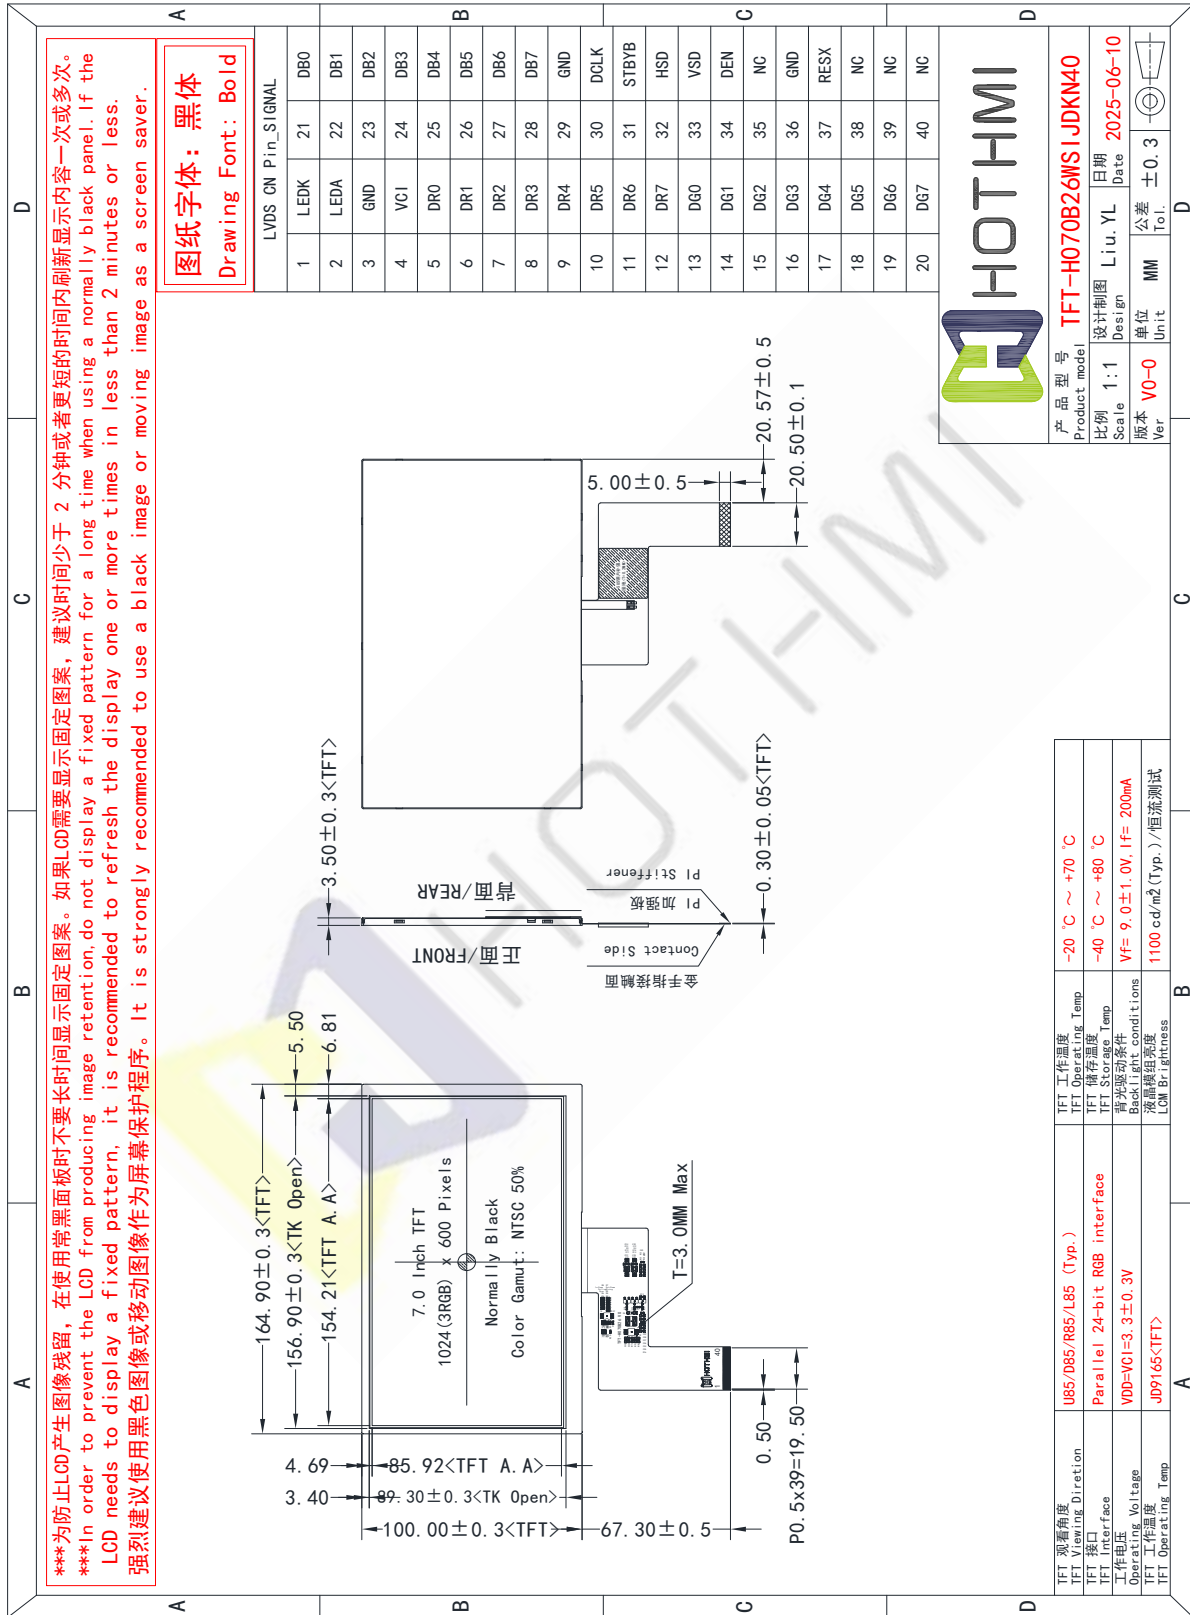 ***为防止LCD产生图像残留，在使用常黑面板时不要长时间显示固定图案。如果LCD需要显示固定图案，建议时间少于 2 分钟或者更短的时间内刷新显示内容一次或多次。
***In order to prevent the LCD from producing image retention,do not display a fixed pattern for a long time when using a normally black panel.If the
LCD needs to display a fixed pattern, it is recommended to refresh the display one or more times in less than 2 minutes or less.
强烈建议使用黑色图像或移动图像作为屏幕保护程序。It is strongly recommended to use a black image or moving image as a screen saver.
图纸字体：黑体
Drawing Font: Bold
LVDS CN Pin_SIGNAL
1 LEDK 21 DB0
2 LEDA 22 DB1
3 GND 23 DB2
4 VCI 24 DB3
5 DR0 25 DB4
6 DR1 26 DB5
7 DR2 27 DB6
8 DR3 28 DB7
9 DR4 29 GND
10 DR5 30 DCLK
11 DR6 31 STBYB
12 DR7 32 HSD
13 DG0 33 VSD
14 DG1 34 DEN
15 DG2 35 NC
16 DG3 36 GND
17 DG4 37 RESX
18 DG5 38 NC
19 DG6 39 NC
20 DG7 40 NC
164.90±0.3<TFT>
156.90±0.3<TK Open>
5.50
154.21<TFT A.A>
6.81
4.69
3.40
85.92<TFT A.A>
89.30±0.3<TK Open>
100.00±0.3<TFT>
67.30±0.5
7.0 Inch TFT
1024(3RGB) x 600 Pixels
Normally Black
Color Gamut: NTSC 50%
T=3.0MM Max
HOTHMI
1
40
0.50
P0.5x39=19.50
3.50±0.3<TFT>
背面/REAR
正面/FRONT
PI Stiffener
PI 加强板
Contact Side
金手指接触面
0.30±0.05<TFT>
5.00±0.5
20.57±0.5
20.50±0.1
HOTHMI
TFT 观看角度
TFT Viewing Diretion
U85/D85/R85/L85 (Typ.)
TFT 工作温度
TFT Operating Temp
-20 ℃ ～ +70 ℃
TFT 接口
TFT Interface
Parallel 24-bit RGB interface
TFT 储存温度
TFT Storage Temp
-40 ℃ ～ +80 ℃
工作电压
Operating Voltage
VDD=VCI=3.3±0.3V
背光驱动条件
Backlight conditions
Vf= 9.0±1.0V,If= 200mA
TFT 工作温度
TFT Operating Temp
JD9165<TFT>
液晶模组亮度
LCM Brightness
1100 cd/m2(Typ.)/恒流测试
HOTHMI
产 品 型 号
Product model
TFT-H070B26WSIJDKN40
比例
Scale
1:1
设计制图
Design
Liu.YL
日期
Date
2025-06-10
版本
Ver
V0-0
单位
Unit
MM
公差
Tol.
±0.3
A
B
C
D
A
B
C
D
A
B
C
D
A
B
C
D